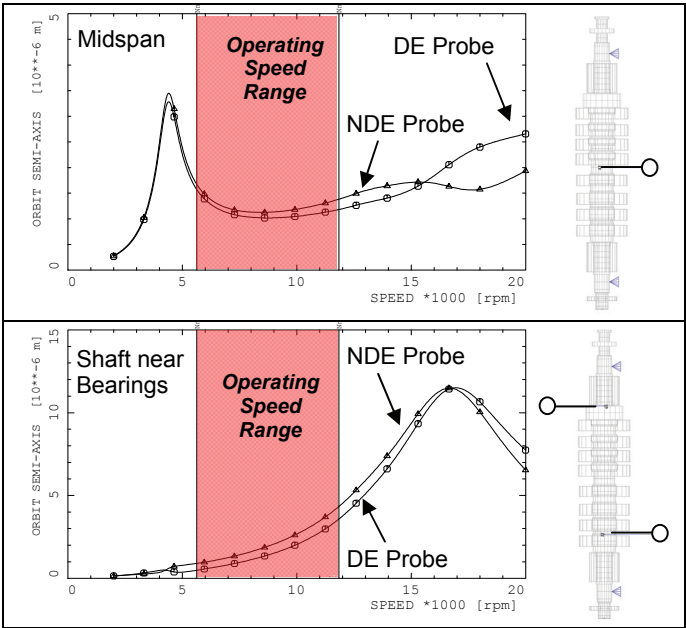 5
Midspan
Operating
Speed
Range
DE Probe
NDE Probe
ORBIT SEMI-AXIS [10**-6 m]
0
0 5 10 15 20
SPEED *1000 [rpm]
15
Shaft near
Bearings
Operating
Speed
Range
NDE Probe
DE Probe
ORBIT SEMI-AXIS [10**-6 m]
10
5
0
0 5 10 15 20
SPEED *1000 [rpm]